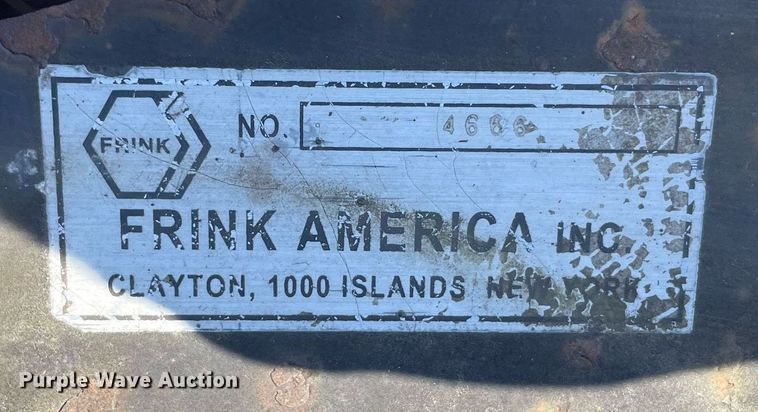 FRINK
NO. 4666
FRINK AMERICA INC.
CLAYTON, 1000 ISLANDS NEW YORK
Purple Wave Auction